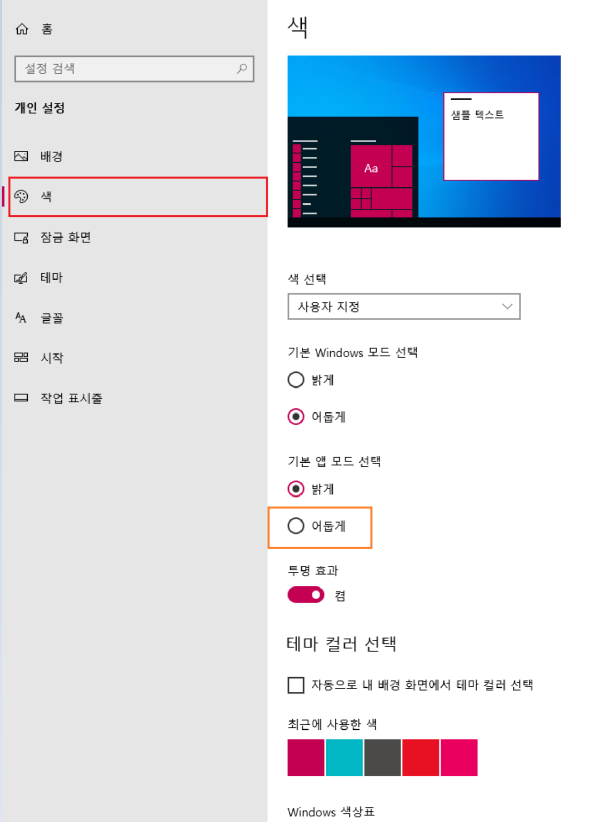 홈
설정 검색
개인 설정
배경
색
잠금 화면
테마
글꼴
시작
작업 표시줄
색
샘플 텍스트
Aa
색 선택
사용자 지정
기본 Windows 모드 선택
밝게
어둡게
기본 앱 모드 선택
밝게
어둡게
투명 효과
켬
테마 컬러 선택
자동으로 내 배경 화면에서 테마 컬러 선택
최근에 사용한 색
Windows 색상표